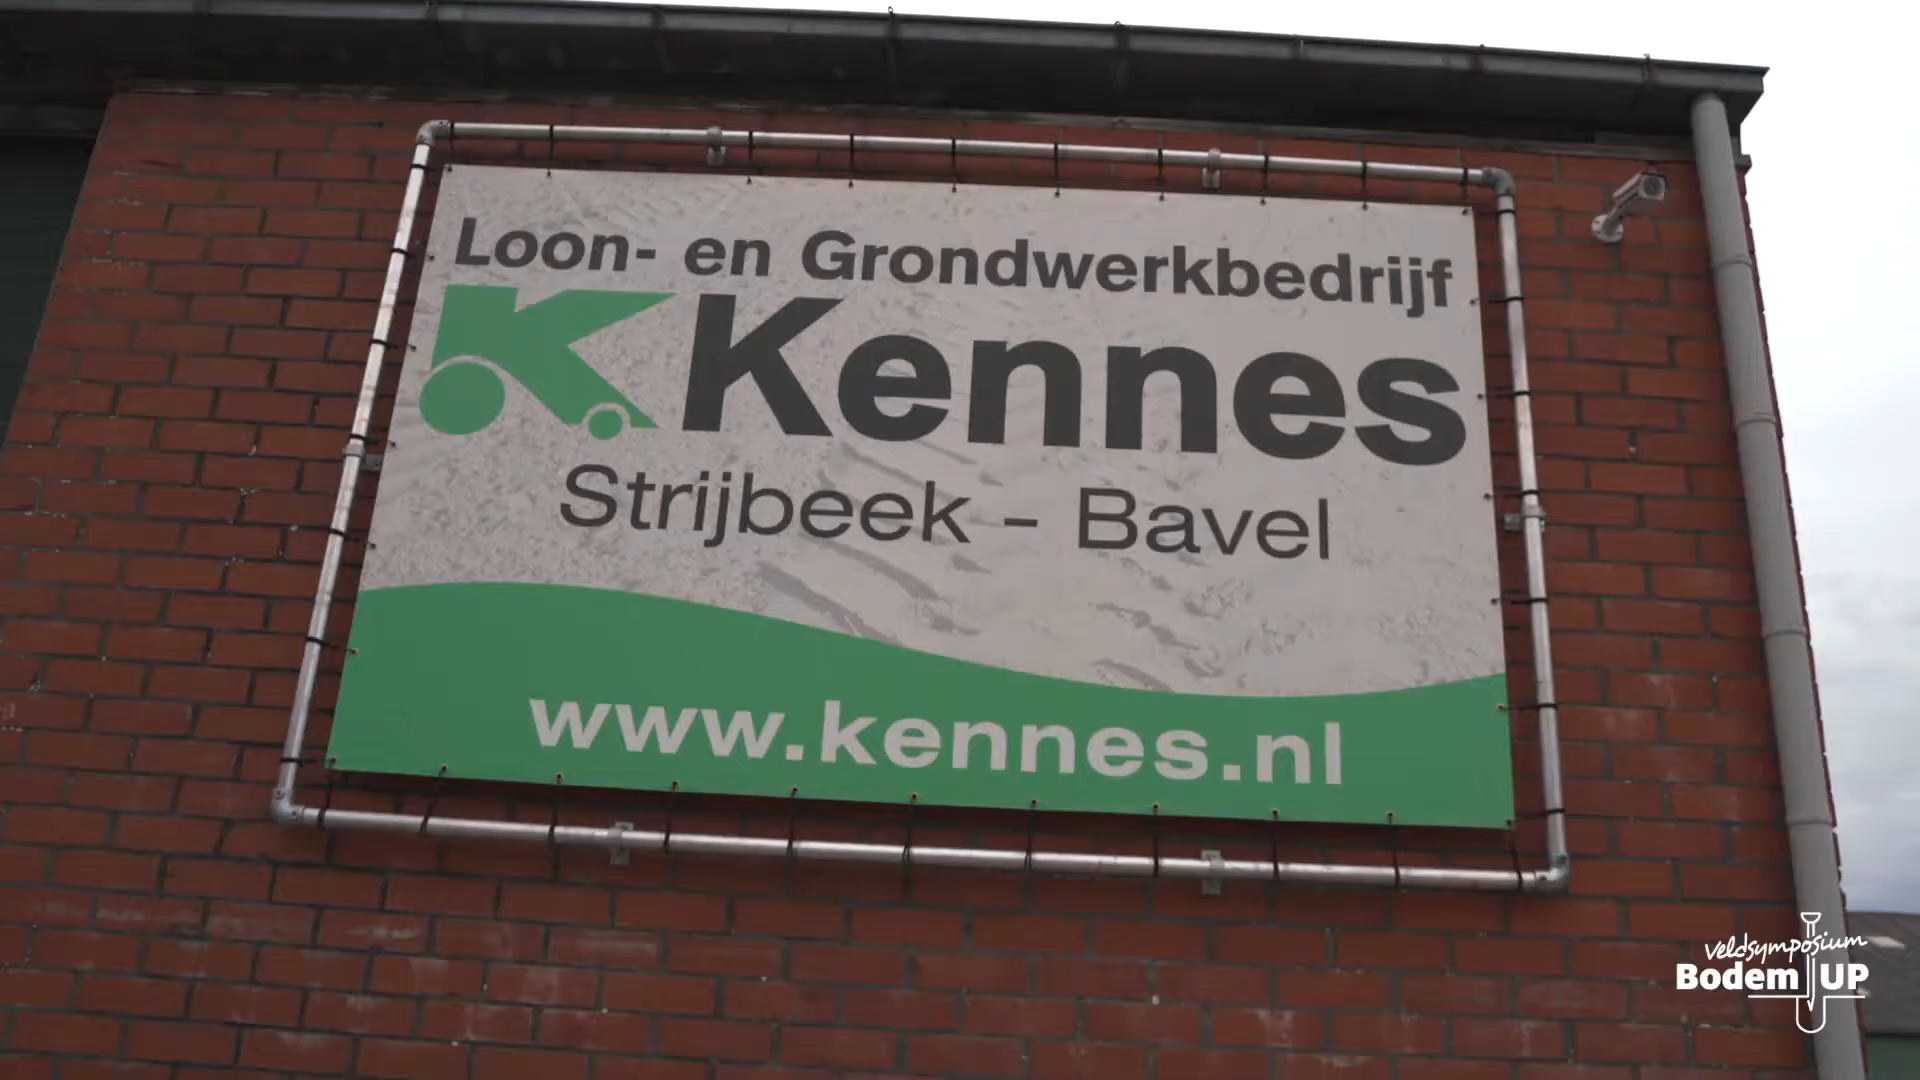 Loon- en Grondwerkbedrijf
Kennes
Strijbeek - Bavel
www.kennes.nl
veldsymposium
Bodem UP